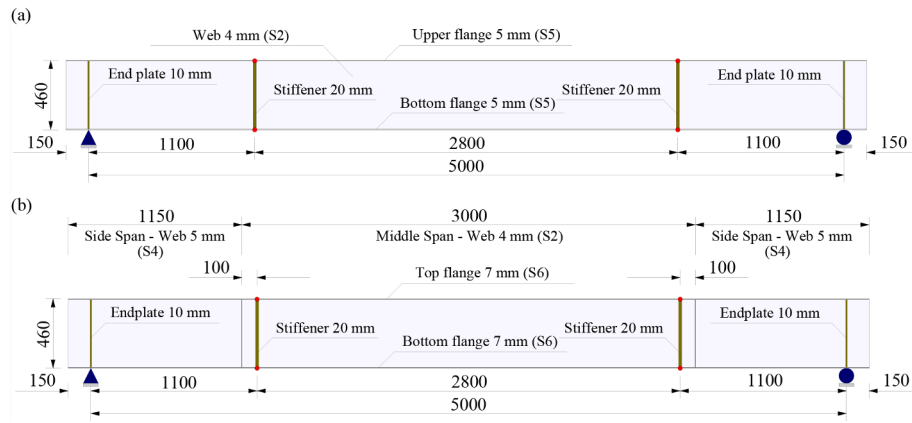 (a)
Web 4 mm (S2)
Upper flange 5 mm (S5)
End plate 10 mm
End plate 10 mm
Stiffener 20 mm
Stiffener 20 mm
Bottom flange 5 mm (S5)
460
150
1100
2800
1100
150
5000
(b)
1150
3000
1150
Side Span - Web 5 mm
(S4)
Middle Span - Web 4 mm (S2)
Side Span - Web 5 mm
(S4)
100
Top flange 7 mm (S6)
100
Endplate 10 mm
Endplate 10 mm
Stiffener 20 mm
Stiffener 20 mm
Bottom flange 7 mm (S6)
460
150
1100
2800
1100
150
5000